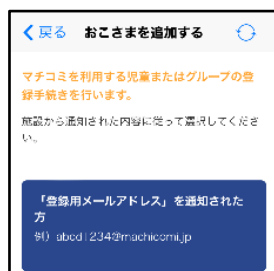 戻る おこさまを追加する
マチコミを利用する児童またはグループの登
録手続きを行います。
施設から通知された内容に従って選択してくださ
い。
「登録用メールアドレス」を通知された
方
例）abcd1234@machicomi.jp